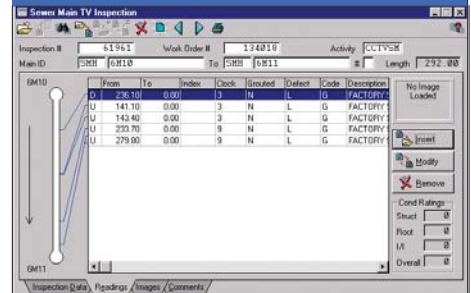 Sewer Main TV Inspection
Inspection # 61961 Work Order # 134018 Activity CCTVSM
Main ID SMH 6M10 To SMH 6M11 # Length 292.00
6M10
From To Index Clock Grouted Defect Code Description
D 236.10 0.00 3 N L G FACTORY S
U 141.10 0.00 3 N L G FACTORY S
U 143.40 0.00 3 N L G FACTORY S
U 233.70 0.00 9 N L G FACTORY S
U 279.80 0.00 9 N L G FACTORY S
No Image
Loaded
Insert
Modify
Remove
Cond Ratings
Struct 0
Root 0
I/I 0
Overall 0
6M11
Inspection Data Readings Images Comments